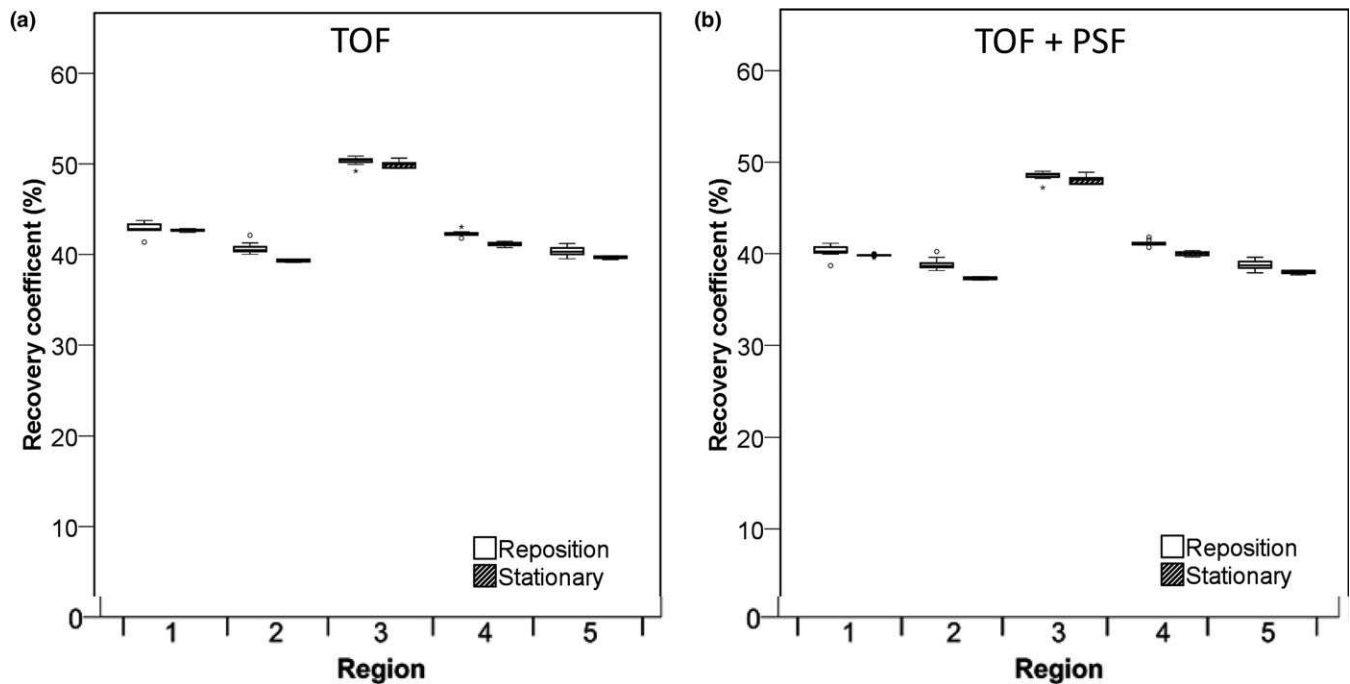 (a)
TOF
Recovery coefficent (%)
60
50
40
30
20
10
0
Reposition
Stationary
1 2 3 4 5
Region
(b)
TOF + PSF
Recovery coefficent (%)
60
50
40
30
20
10
0
Reposition
Stationary
1 2 3 4 5
Region